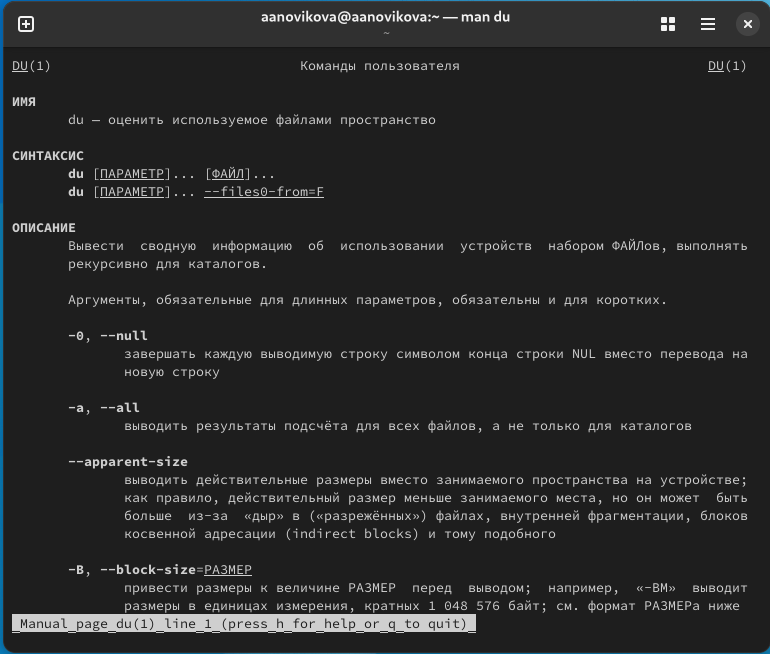 aanovikova@aanovikova:~ — man du
~
DU(1) Команды пользователя DU(1)
ИМЯ
du — оценить используемое файлами пространство
СИНТАКСИС
du [ПАРАМЕТР]... [ФАЙЛ]...
du [ПАРАМЕТР]... --files0-from=F
ОПИСАНИЕ
Вывести сводную информацию об использовании устройств набором ФАЙЛов, выполнять
рекурсивно для каталогов.
Аргументы, обязательные для длинных параметров, обязательны и для коротких.
-0, --null
завершать каждую выводимую строку символом конца строки NUL вместо перевода на
новую строку
-a, --all
выводить результаты подсчёта для всех файлов, а не только для каталогов
--apparent-size
выводить действительные размеры вместо занимаемого пространства на устройстве;
как правило, действительный размер меньше занимаемого места, но он может быть
больше из-за «дыр» в («разрежённых») файлах, внутренней фрагментации, блоков
косвенной адресации (indirect blocks) и тому подобного
-B, --block-size=РАЗМЕР
привести размеры к величине РАЗМЕР перед выводом; например, «-BM» выводит
размеры в единицах измерения, кратных 1 048 576 байт; см. формат РАЗМЕРа ниже
Manual page du(1) line 1 (press h for help or q to quit)